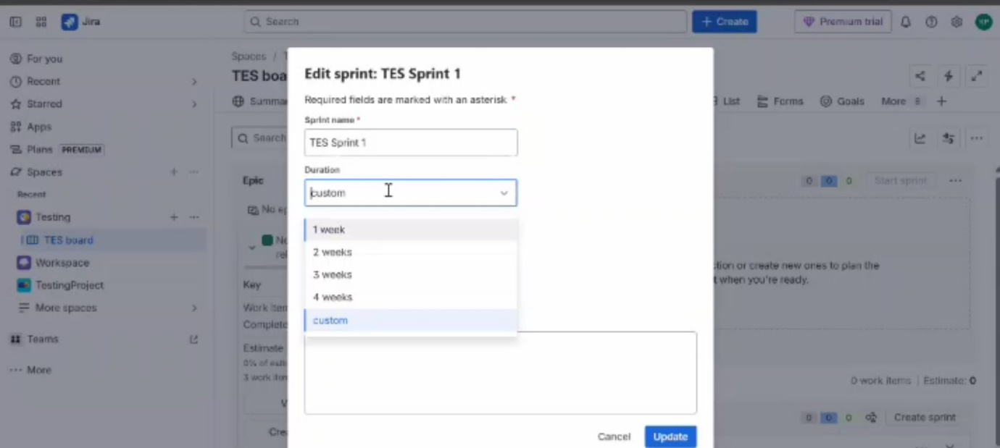 Jira
Search
+ Create
Premium trial
KP
For you
Recent
Starred
Apps
Plans PREMIUM
Spaces
Recent
Testing
TES board
Workspace
TestingProject
More spaces
Teams
More
Spaces /
TES boa
Summa
List
Forms
Goals
More 8
Search
Epic
0 0 0 Start sprint
No ep
No
rel
Key
Work item
Complete
Estimate
0% of esti
3 work item
V
Crea
Edit sprint: TES Sprint 1
Required fields are marked with an asterisk *
Sprint name *
TES Sprint 1
Duration
custom
1 week
2 weeks
3 weeks
4 weeks
custom
Cancel
Update
ction or create new ones to plan the
t when you're ready.
0 work items | Estimate: 0
0 0 0 Create sprint